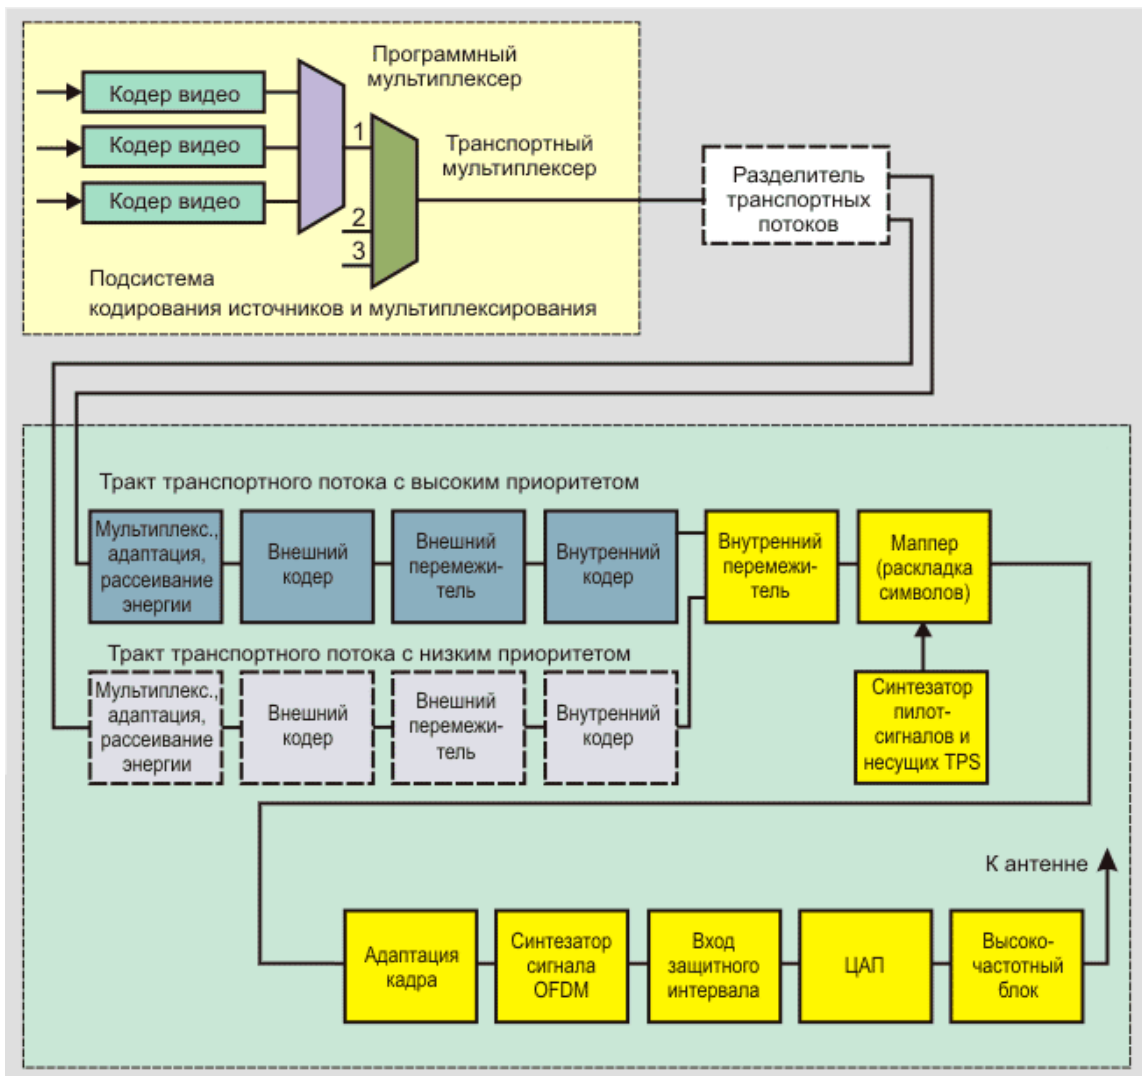 Программный
мультиплексер
Кодер видео
Кодер видео
Кодер видео
1
2
3
Транспортный
мультиплексер
Разделитель
транспортных
потоков
Подсистема
кодирования источников и мультиплексирования
Тракт транспортного потока с высоким приоритетом
Мультиплекс.,
адаптация,
рассеивание
энергии
Внешний
кодер
Внешний
перемежи-
тель
Внутренний
кодер
Внутренний
перемежи-
тель
Маппер
(раскладка
символов)
Тракт транспортного потока с низким приоритетом
Мультиплекс.,
адаптация,
рассеивание
энергии
Внешний
кодер
Внешний
перемежи-
тель
Внутренний
кодер
Синтезатор
пилот-
сигналов и
несущих TPS
К антенне
Адаптация
кадра
Синтезатор
сигнала
OFDM
Вход
защитного
интервала
ЦАП
Высоко-
частотный
блок